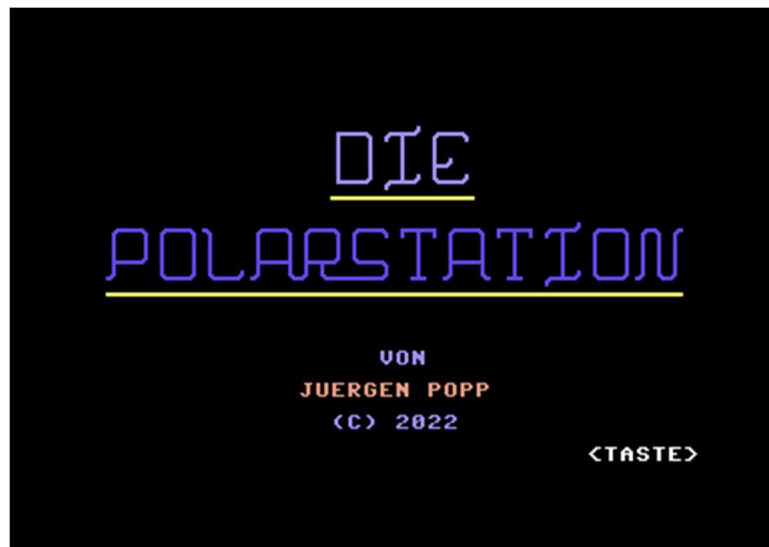 DIE
POLARSTATION
VON
JUERGEN POPP
(C) 2022
<TASTE>